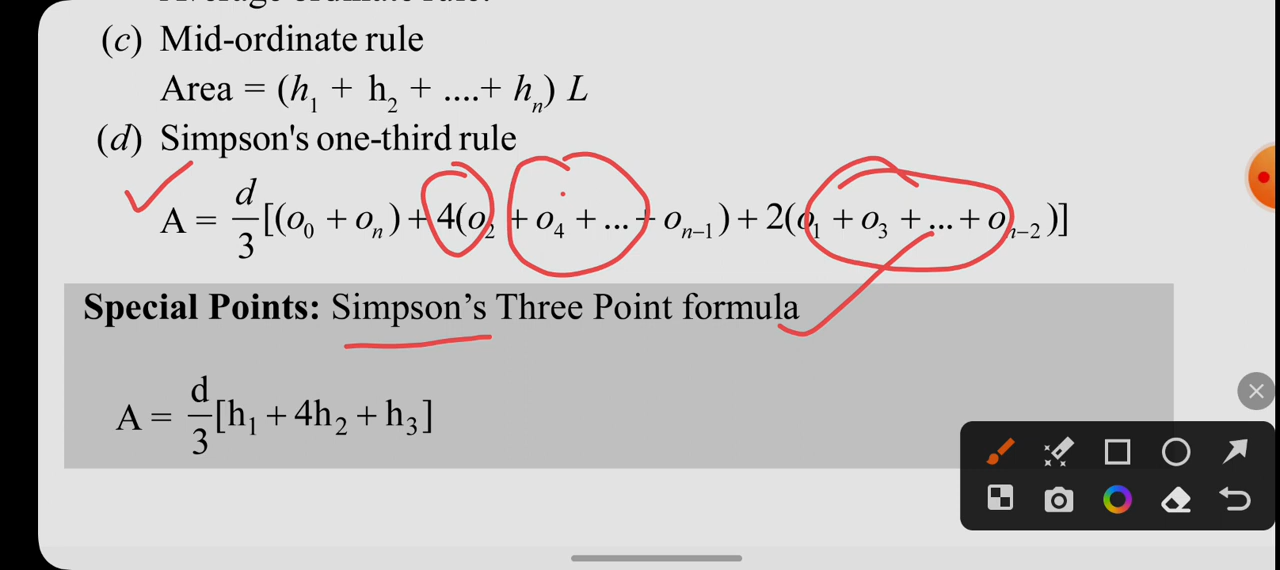 (c) Mid-ordinate rule
Area = (h₁ + h₂ + ....+ hₙ) L
(d) Simpson's one-third rule
A = d/3 [(o₀ + oₙ) + 4(o₂ + o₄ + ... + oₙ₋₁) + 2(o₁ + o₃ + ... + oₙ₋₂)]
Special Points: Simpson’s Three Point formula
A = d/3 [h₁ + 4h₂ + h₃]